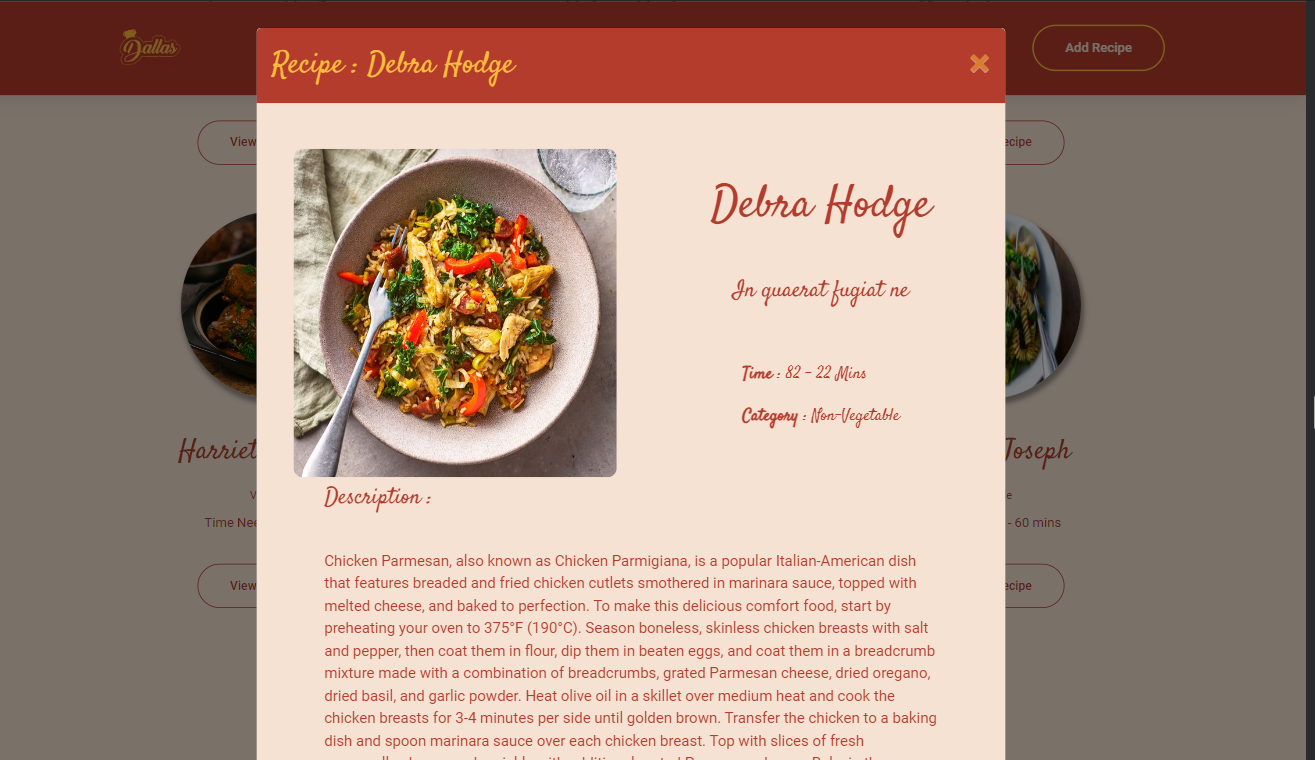 Dallas
Recipe : Debra Hodge
Add Recipe
View
ecipe
Debra Hodge
In quaerat fugiat ne
Time : 82 - 22 Mins
Category : Non-Vegetable
Harriet
Joseph
V
e
Time Nee
- 60 mins
View
ecipe
Description :
Chicken Parmesan, also known as Chicken Parmigiana, is a popular Italian-American dish
that features breaded and fried chicken cutlets smothered in marinara sauce, topped with
melted cheese, and baked to perfection. To make this delicious comfort food, start by
preheating your oven to 375°F (190°C). Season boneless, skinless chicken breasts with salt
and pepper, then coat them in flour, dip them in beaten eggs, and coat them in a breadcrumb
mixture made with a combination of breadcrumbs, grated Parmesan cheese, dried oregano,
dried basil, and garlic powder. Heat olive oil in a skillet over medium heat and cook the
chicken breasts for 3-4 minutes per side until golden brown. Transfer the chicken to a baking
dish and spoon marinara sauce over each chicken breast. Top with slices of fresh